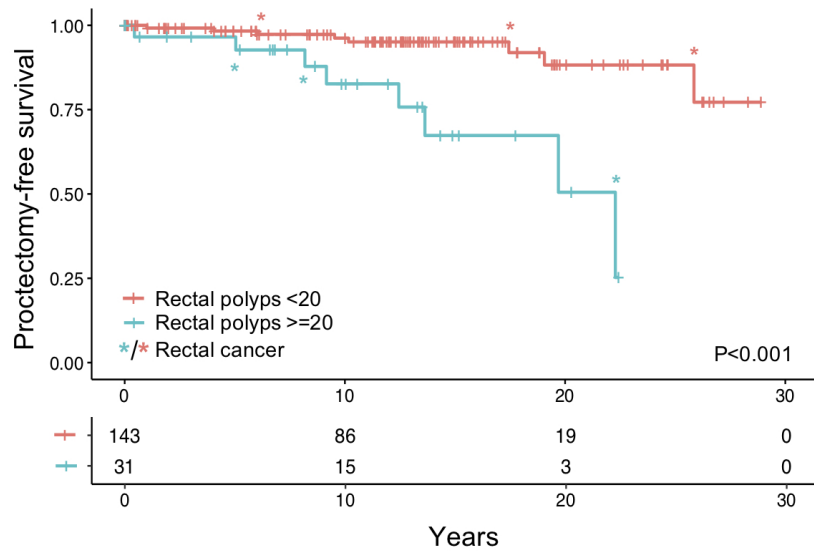 Proctectomy-free survival
1.00
0.75
0.50
0.25
0.00
Rectal polyps <20
Rectal polyps >=20
*/* Rectal cancer
P<0.001
0 10 20 30
143 86 19 0
31 15 3 0
0 10 20 30
Years